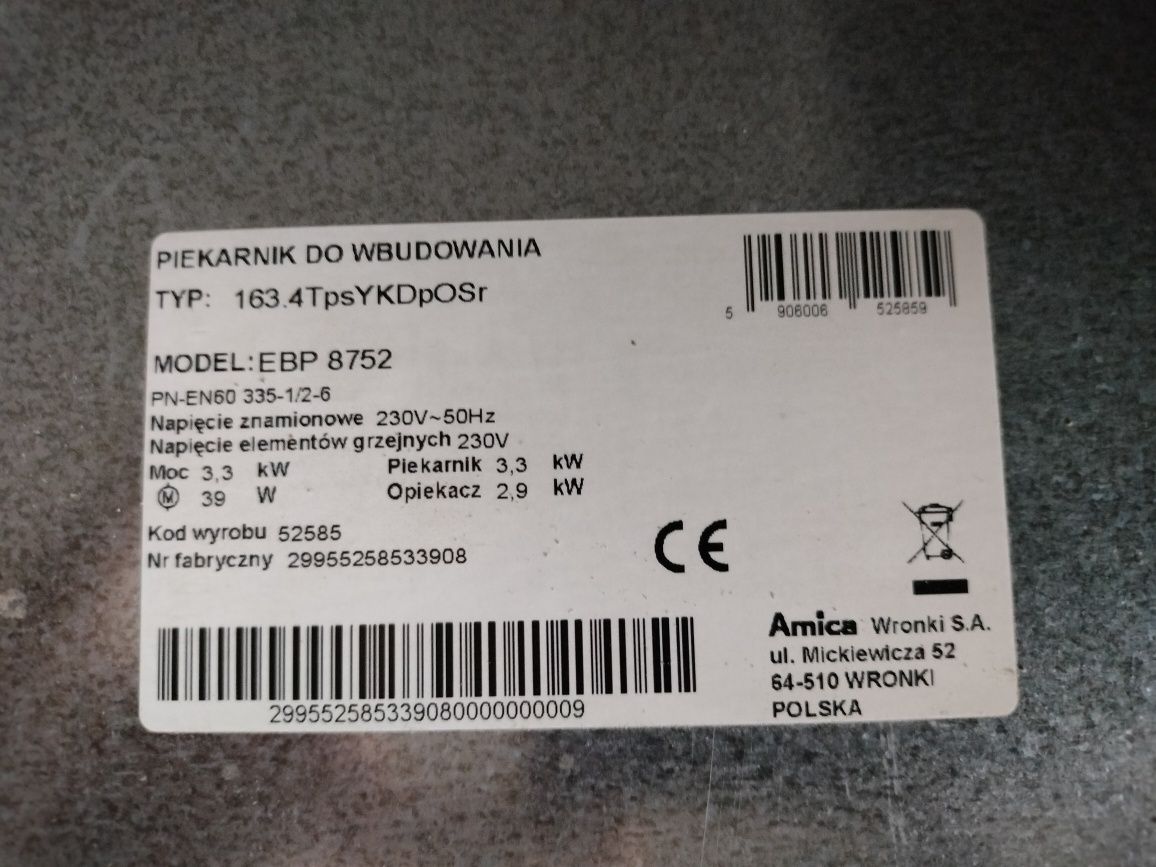 PIEKARNIK DO WBUDOWANIA
TYP: 163.4TpsYKDpOSr
5 906006 525859
MODEL: EBP 8752
PN-EN60 335-1/2-6
Napięcie znamionowe 230V~50Hz
Napięcie elementów grzejnych 230V
Moc 3,3 kW Piekarnik 3,3 kW
M 39 W Opiekacz 2,9 kW
Kod wyrobu 52585
Nr fabryczny 29955258533908
CE
299552585339080000000009
Amica Wronki S.A.
ul. Mickiewicza 52
64-510 WRONKI
POLSKA